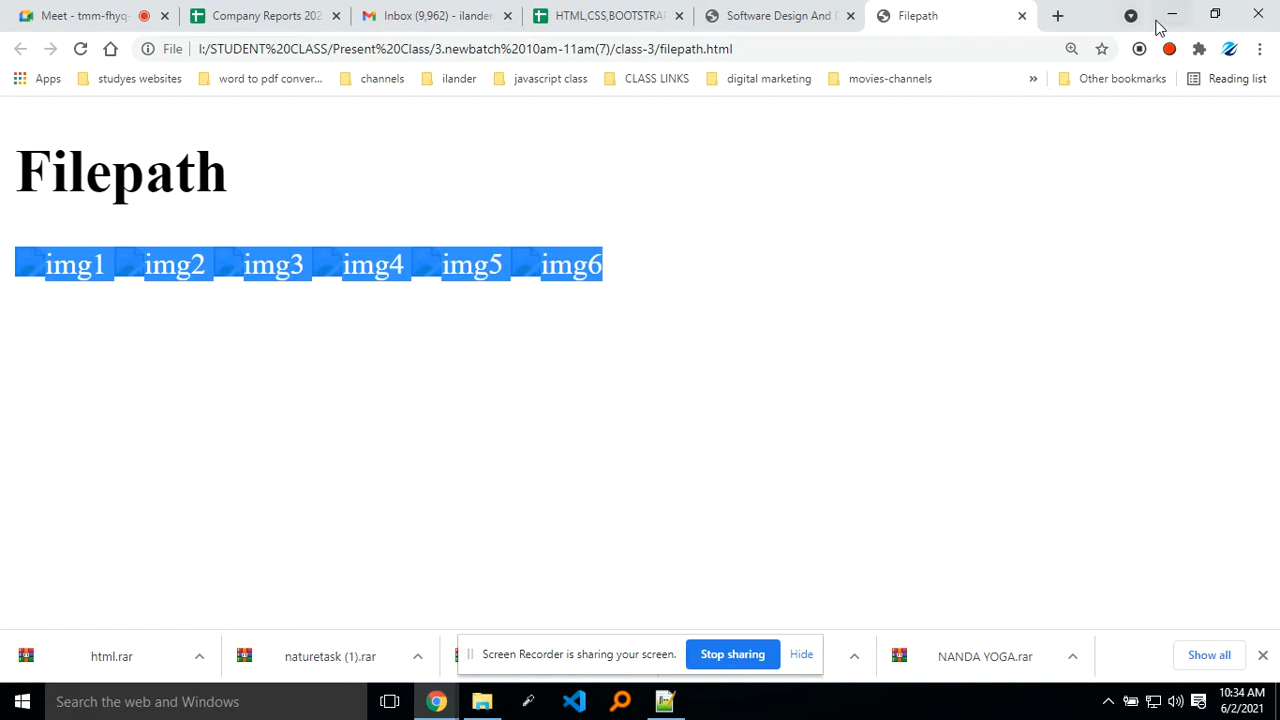 Meet - tmm-fhyq-
Company Reports 202
Inbox (9,962) - ilander
HTML,CSS,BOOTSTRAP
Software Design And D
Filepath
File
I:/STUDENT%20CLASS/Present%20Class/3.newbatch%2010am-11am(7)/class-3/filepath.html
Apps
studyes websites
word to pdf conver...
channels
ilander
javascript class
CLASS LINKS
digital marketing
movies-channels
»
Other bookmarks
Reading list
Filepath
img1 img2 img3 img4 img5 img6
html.rar
naturetask (1).rar
Screen Recorder is sharing your screen.
Stop sharing
Hide
NANDA YOGA.rar
Show all
Search the web and Windows
10:34 AM
6/2/2021